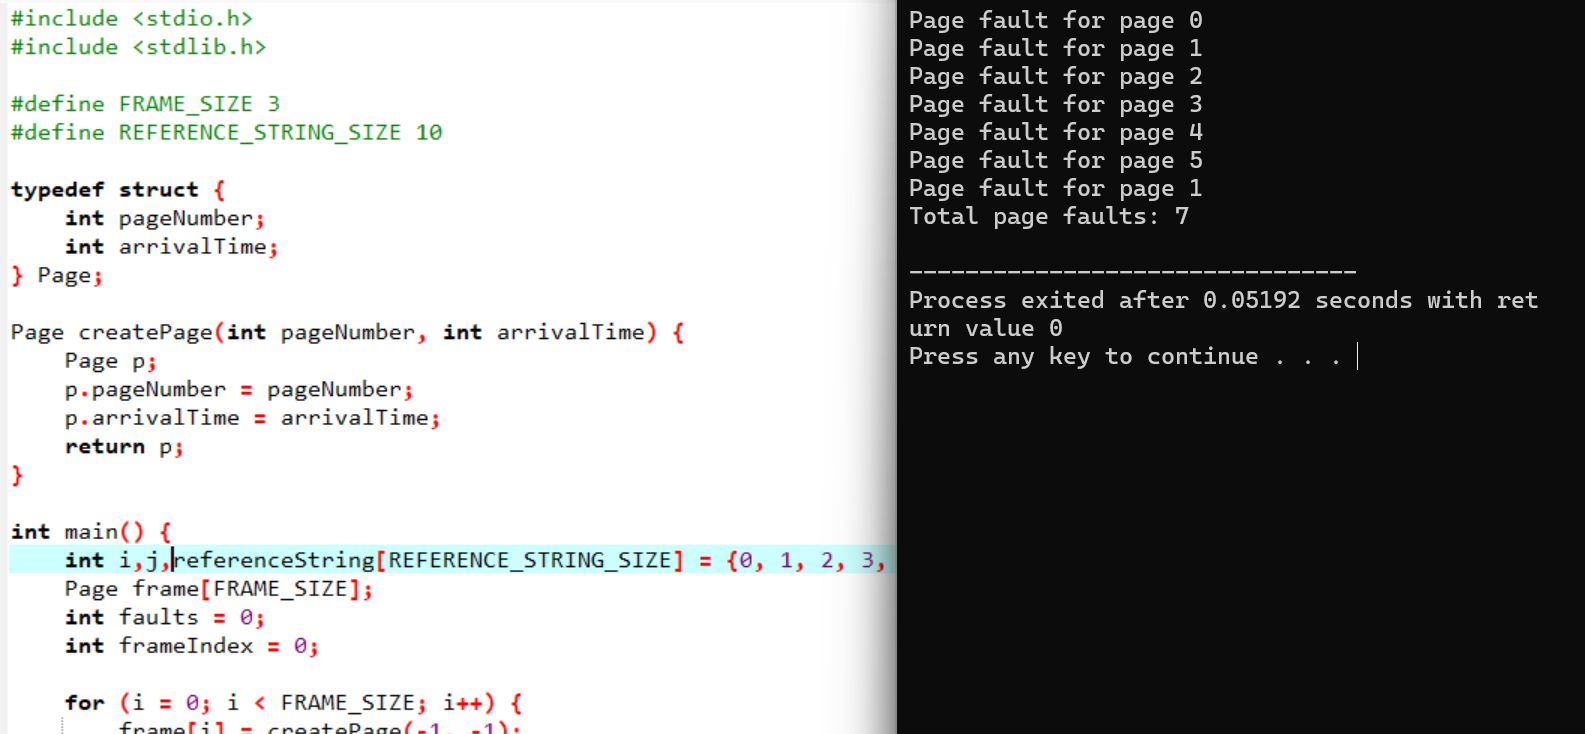 #include <stdio.h>
#include <stdlib.h>
#define FRAME_SIZE 3
#define REFERENCE_STRING_SIZE 10
typedef struct {
    int pageNumber;
    int arrivalTime;
} Page;
Page createPage(int pageNumber, int arrivalTime) {
    Page p;
    p.pageNumber = pageNumber;
    p.arrivalTime = arrivalTime;
    return p;
}
int main() {
    int i,j,referenceString[REFERENCE_STRING_SIZE] = {0, 1, 2, 3,
    Page frame[FRAME_SIZE];
    int faults = 0;
    int frameIndex = 0;
    for (i = 0; i < FRAME_SIZE; i++) {
        frame[i] = createPage(-1, -1);
Page fault for page 0
Page fault for page 1
Page fault for page 2
Page fault for page 3
Page fault for page 4
Page fault for page 5
Page fault for page 1
Total page faults: 7
--------------------------------
Process exited after 0.05192 seconds with ret
urn value 0
Press any key to continue . . .